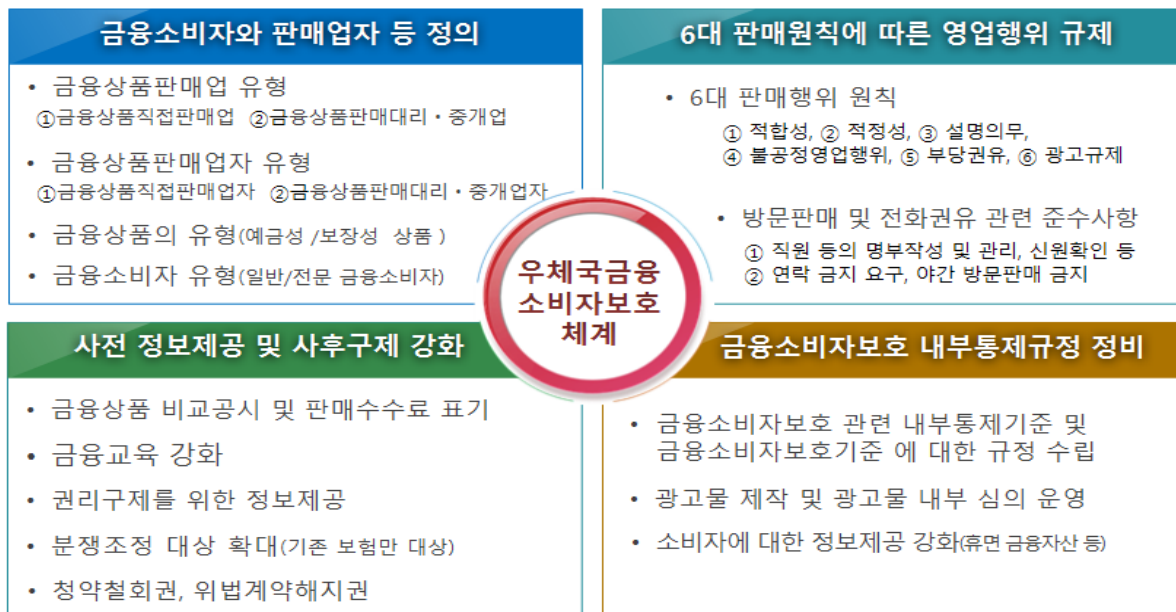 금융소비자와 판매업자 등 정의
• 금융상품판매업 유형
①금융상품직접판매업 ②금융상품판매대리・중개업
• 금융상품판매업자 유형
①금융상품직접판매업자 ②금융상품판매대리・중개업자
• 금융상품의 유형(예금성 /보장성 상품 )
• 금융소비자 유형(일반/전문 금융소비자)
6대 판매원칙에 따른 영업행위 규제
• 6대 판매행위 원칙
① 적합성, ② 적정성, ③ 설명의무,
④ 불공정영업행위, ⑤ 부당권유, ⑥ 광고규제
• 방문판매 및 전화권유 관련 준수사항
① 직원 등의 명부작성 및 관리, 신원확인 등
② 연락 금지 요구, 야간 방문판매 금지
우체국금융
소비자보호
체계
사전 정보제공 및 사후구제 강화
• 금융상품 비교공시 및 판매수수료 표기
• 금융교육 강화
• 권리구제를 위한 정보제공
• 분쟁조정 대상 확대(기존 보험만 대상)
• 청약철회권, 위법계약해지권
금융소비자보호 내부통제규정 정비
• 금융소비자보호 관련 내부통제기준 및
금융소비자보호기준 에 대한 규정 수립
• 광고물 제작 및 광고물 내부 심의 운영
• 소비자에 대한 정보제공 강화(휴면 금융자산 등)